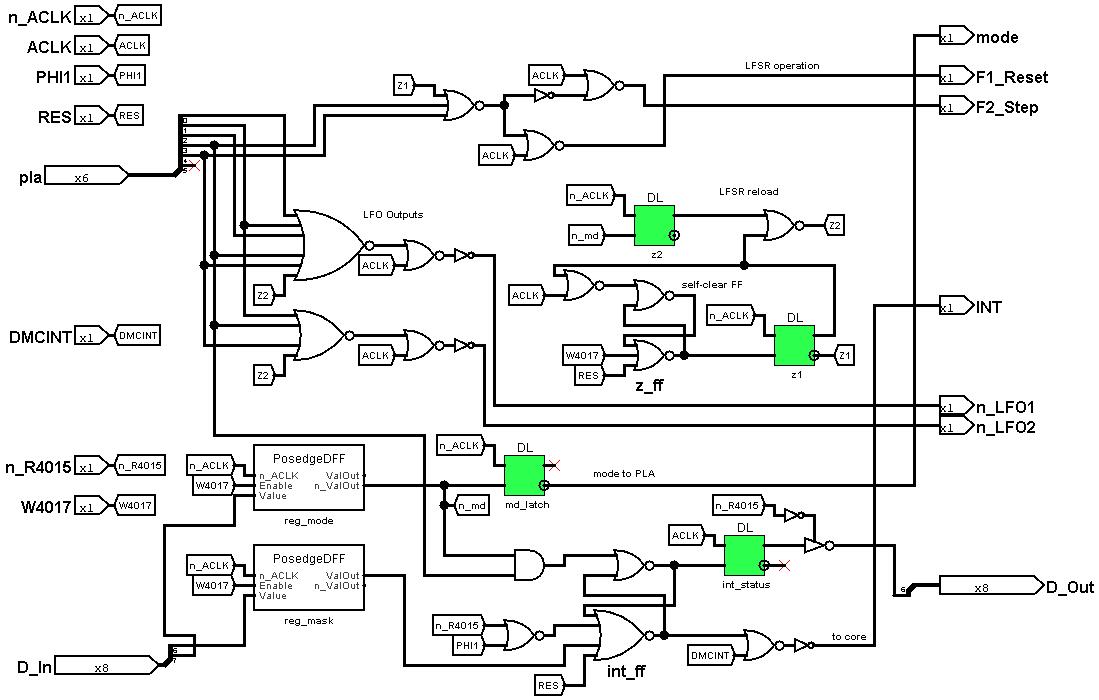 n_ACLK x1 n_ACLK
ACLK x1 ACLK
PHI1 x1 PHI1
RES x1 RES
pla x6
0
1
2
3
4
5
Z1
ACLK
ACLK
LFSR operation
x1 mode
x1 F1_Reset
x1 F2_Step
LFO Outputs
ACLK
Z2
ACLK
Z2
n_ACLK
n_md
DL
z2
LFSR reload
Z2
ACLK
self-clear FF
n_ACLK
DL
z1
Z1
W4017
RES
z_ff
x1 INT
DMCINT x1 DMCINT
x1 n_LFO1
x1 n_LFO2
n_R4015 x1 n_R4015
W4017 x1 W4017
n_ACLK
W4017
PosedgeDFF
n_ACLK ValOut
Enable n_ValOut
Value
reg_mode
n_ACLK
DL
md_latch
mode to PLA
n_md
n_ACLK
W4017
PosedgeDFF
n_ACLK ValOut
Enable n_ValOut
Value
reg_mask
n_R4015
ACLK
DL
int_status
n_R4015
PHI1
RES
int_ff
DMCINT
to core
6
x8 D_Out
D_In x8
6
7